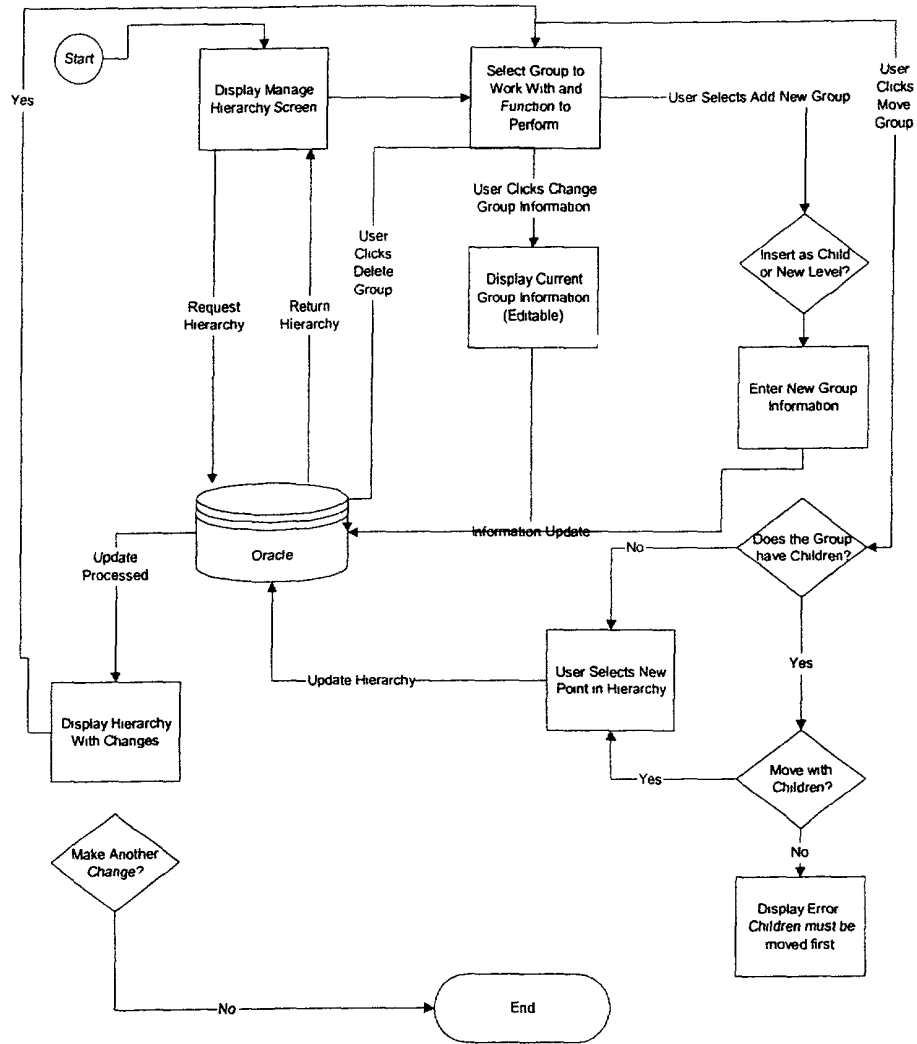 Start
Yes
Display Manage
Hierarchy Screen
Select Group to
Work With and
Function to
Perform
User Selects Add New Group
User
Clicks
Move
Group
User Clicks Change
Group Information
User
Clicks
Delete
Group
Insert as Child
or New Level?
Display Current
Group Information
(Editable)
Request
Hierarchy
Return
Hierarchy
Enter New Group
Information
Information Update
Oracle
Does the Group
have Children?
No
Update
Processed
Yes
User Selects New
Point in Hierarchy
Update Hierarchy
Display Hierarchy
With Changes
Move with
Children?
Yes
No
Make Another
Change?
Display Error
Children must be
moved first
No
End